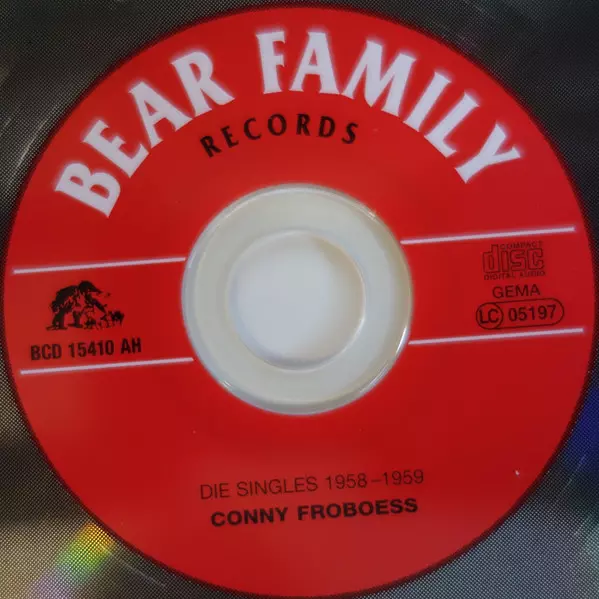 BEAR FAMILY
RECORDS
COMPACT
disc
DIGITAL AUDIO
GEMA
LC 05197
BCD 15410 AH
DIE SINGLES 1958-1959
CONNY FROBOESS